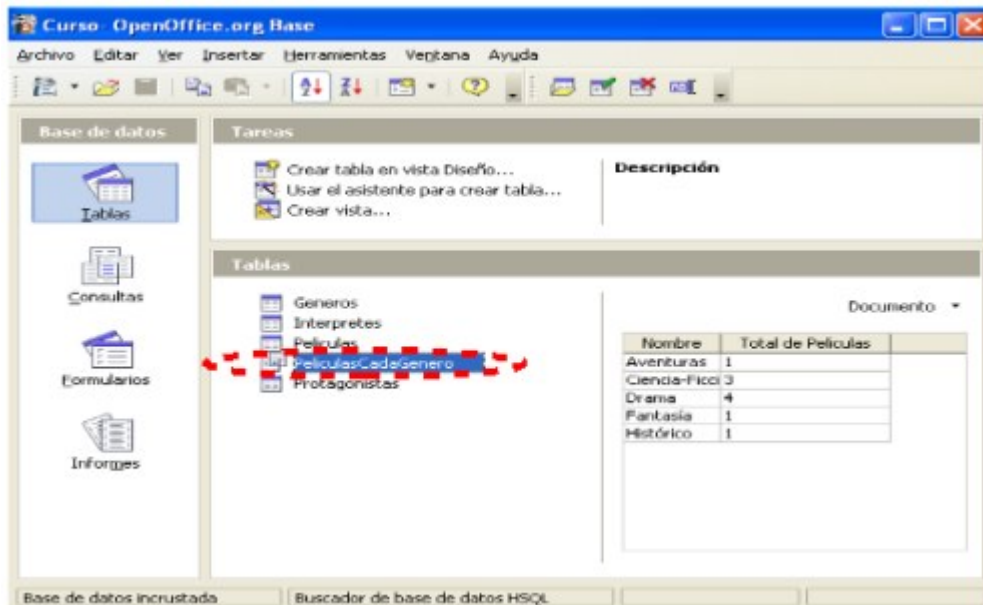 Curso- OpenOffice.org Base
Archivo Editar Ver Insertar Herramientas Ventana Ayuda
Base de datos
Tareas
Tablas
Crear tabla en vista Diseño...
Usar el asistente para crear tabla...
Crear vista...
Descripción
Consultas
Formularios
Informes
Tablas
Generos
Interpretes
Peliculas
PeliculasCadaGenero
Protagonistas
Documento
Nombre Total de Peliculas
Aventuras 1
Ciencia-Ficci 3
Drama 4
Fantasía 1
Histórico 1
Base de datos incrustada Buscador de base de datos HSQL